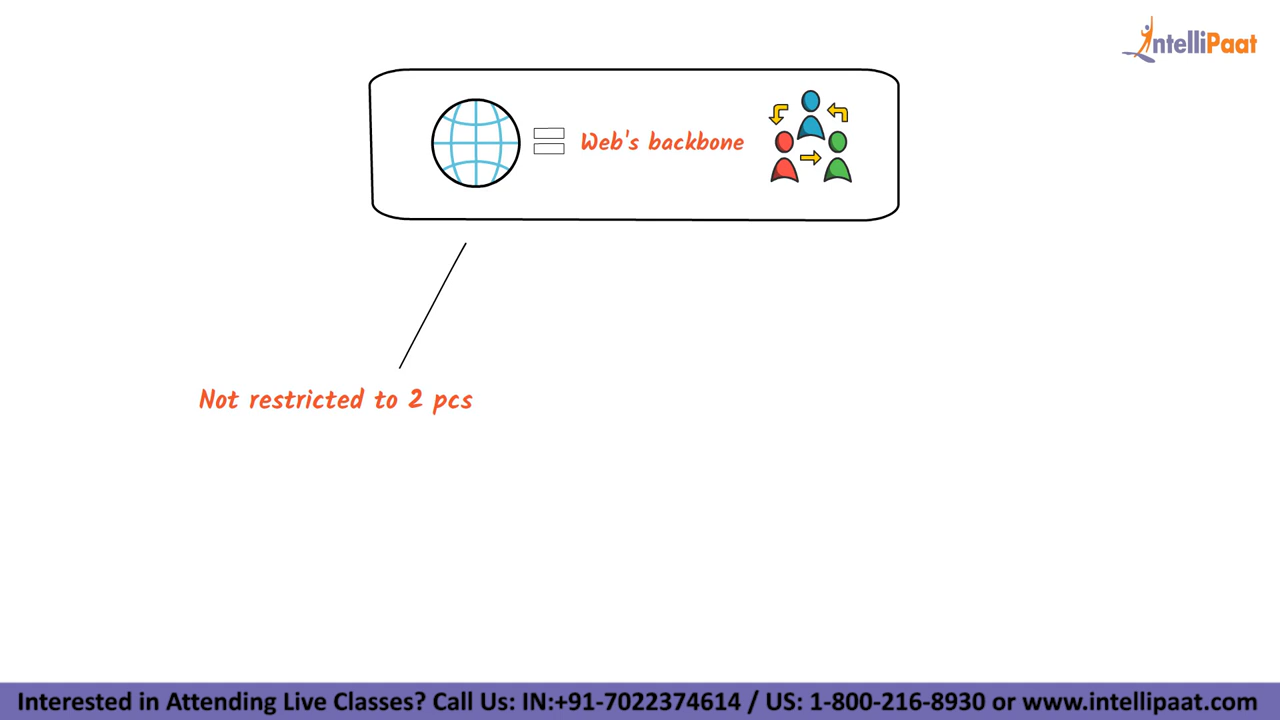 IntelliPaat
Web's backbone
Not restricted to 2 pcs
Interested in Attending Live Classes? Call Us: IN:+91-7022374614 / US: 1-800-216-8930 or www.intellipaat.com